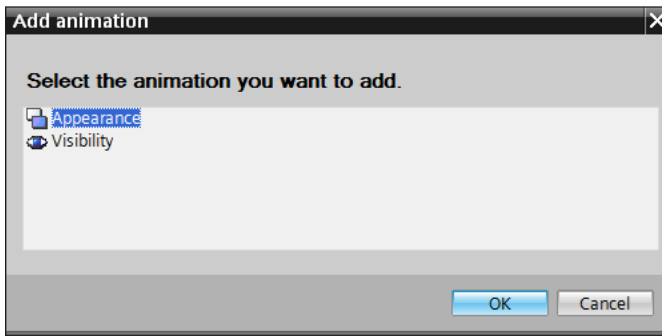 Add animation
Select the animation you want to add.
Appearance
Visibility
OK Cancel